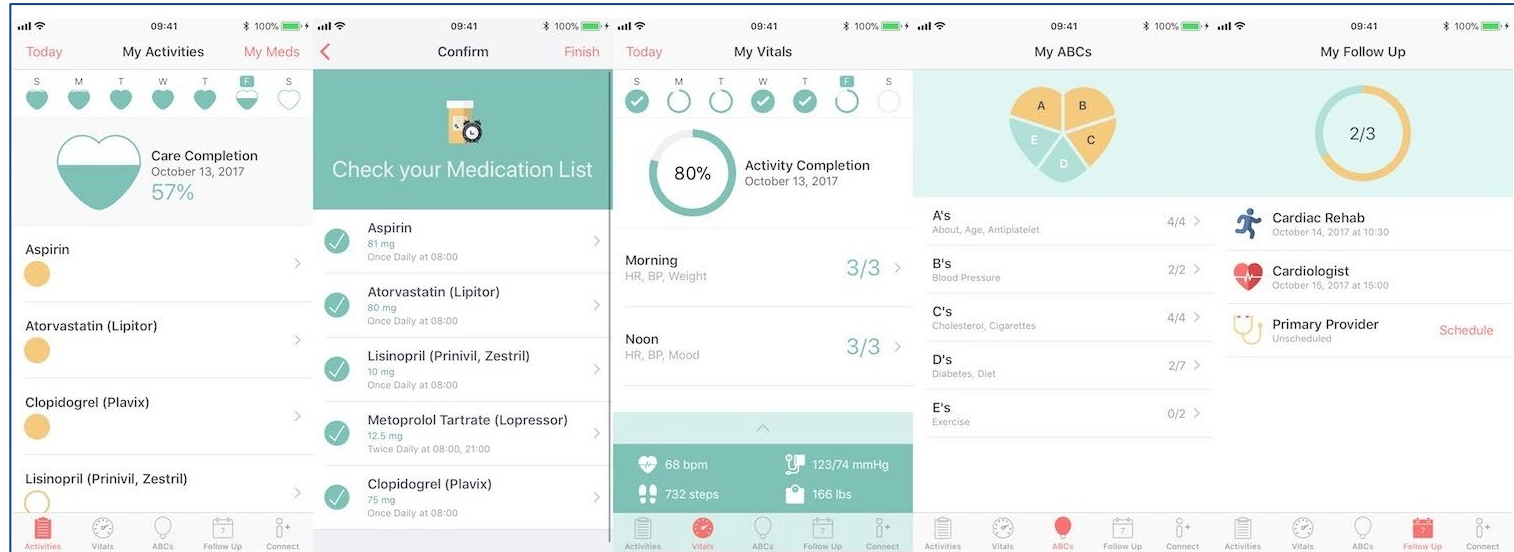 09:41 100%
Today My Activities My Meds
S M T W T F S
Care Completion
October 13, 2017
57%
Aspirin
Atorvastatin (Lipitor)
Clopidogrel (Plavix)
Lisinopril (Prinivil, Zestril)
Activities Vitals ABCs Follow Up Connect
09:41 100%
Confirm Finish
Check your Medication List
Aspirin
81 mg
Once Daily at 08:00
Atorvastatin (Lipitor)
80 mg
Once Daily at 08:00
Lisinopril (Prinivil, Zestril)
10 mg
Once Daily at 08:00
Metoprolol Tartrate (Lopressor)
12.5 mg
Twice Daily at 08:00, 21:00
Clopidogrel (Plavix)
75 mg
Once Daily at 08:00
09:41 100%
Today My Vitals
S M T W T F S
80%
Activity Completion
October 13, 2017
Morning
HR, BP, Weight
3/3
Noon
HR, BP, Mood
3/3
68 bpm 123/74 mmHg
732 steps 166 lbs
Activities Vitals ABCs Follow Up Connect
09:41 100%
My ABCs
A B
E C
D
A's
About, Age, Antiplatelet
4/4
B's
Blood Pressure
2/2
C's
Cholesterol, Cigarettes
4/4
D's
Diabetes, Diet
2/7
E's
Exercise
0/2
Activities Vitals ABCs Follow Up Connect
09:41 100%
My Follow Up
2/3
Cardiac Rehab
October 14, 2017 at 10:30
Cardiologist
October 15, 2017 at 15:00
Primary Provider
Unscheduled
Schedule
7
Activities Vitals ABCs Follow Up Connect